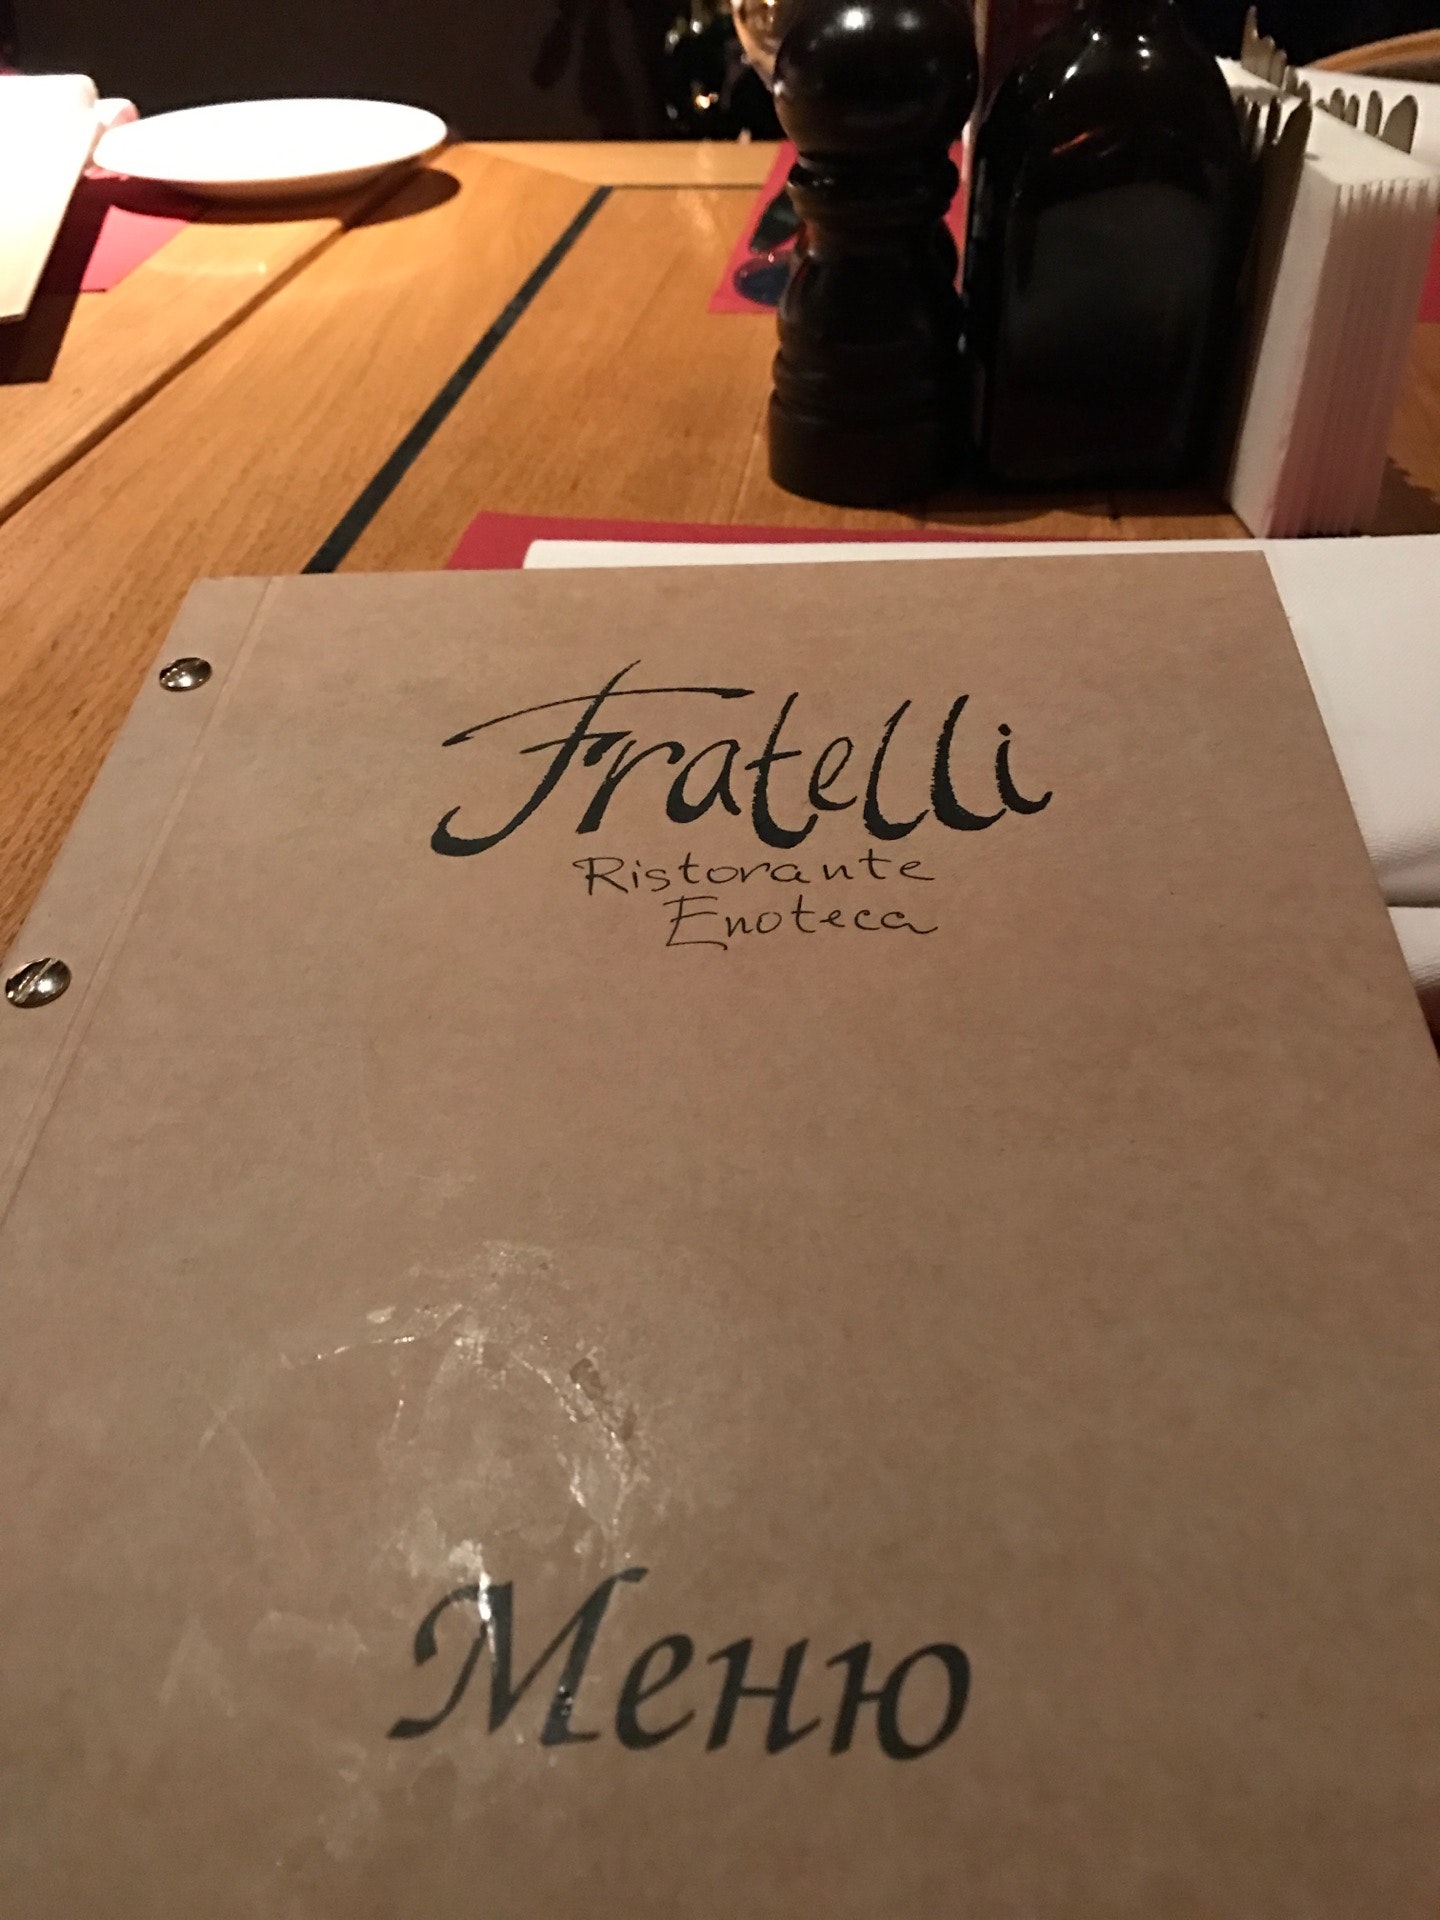 Fratelli
Ristorante
Enoteca
Меню